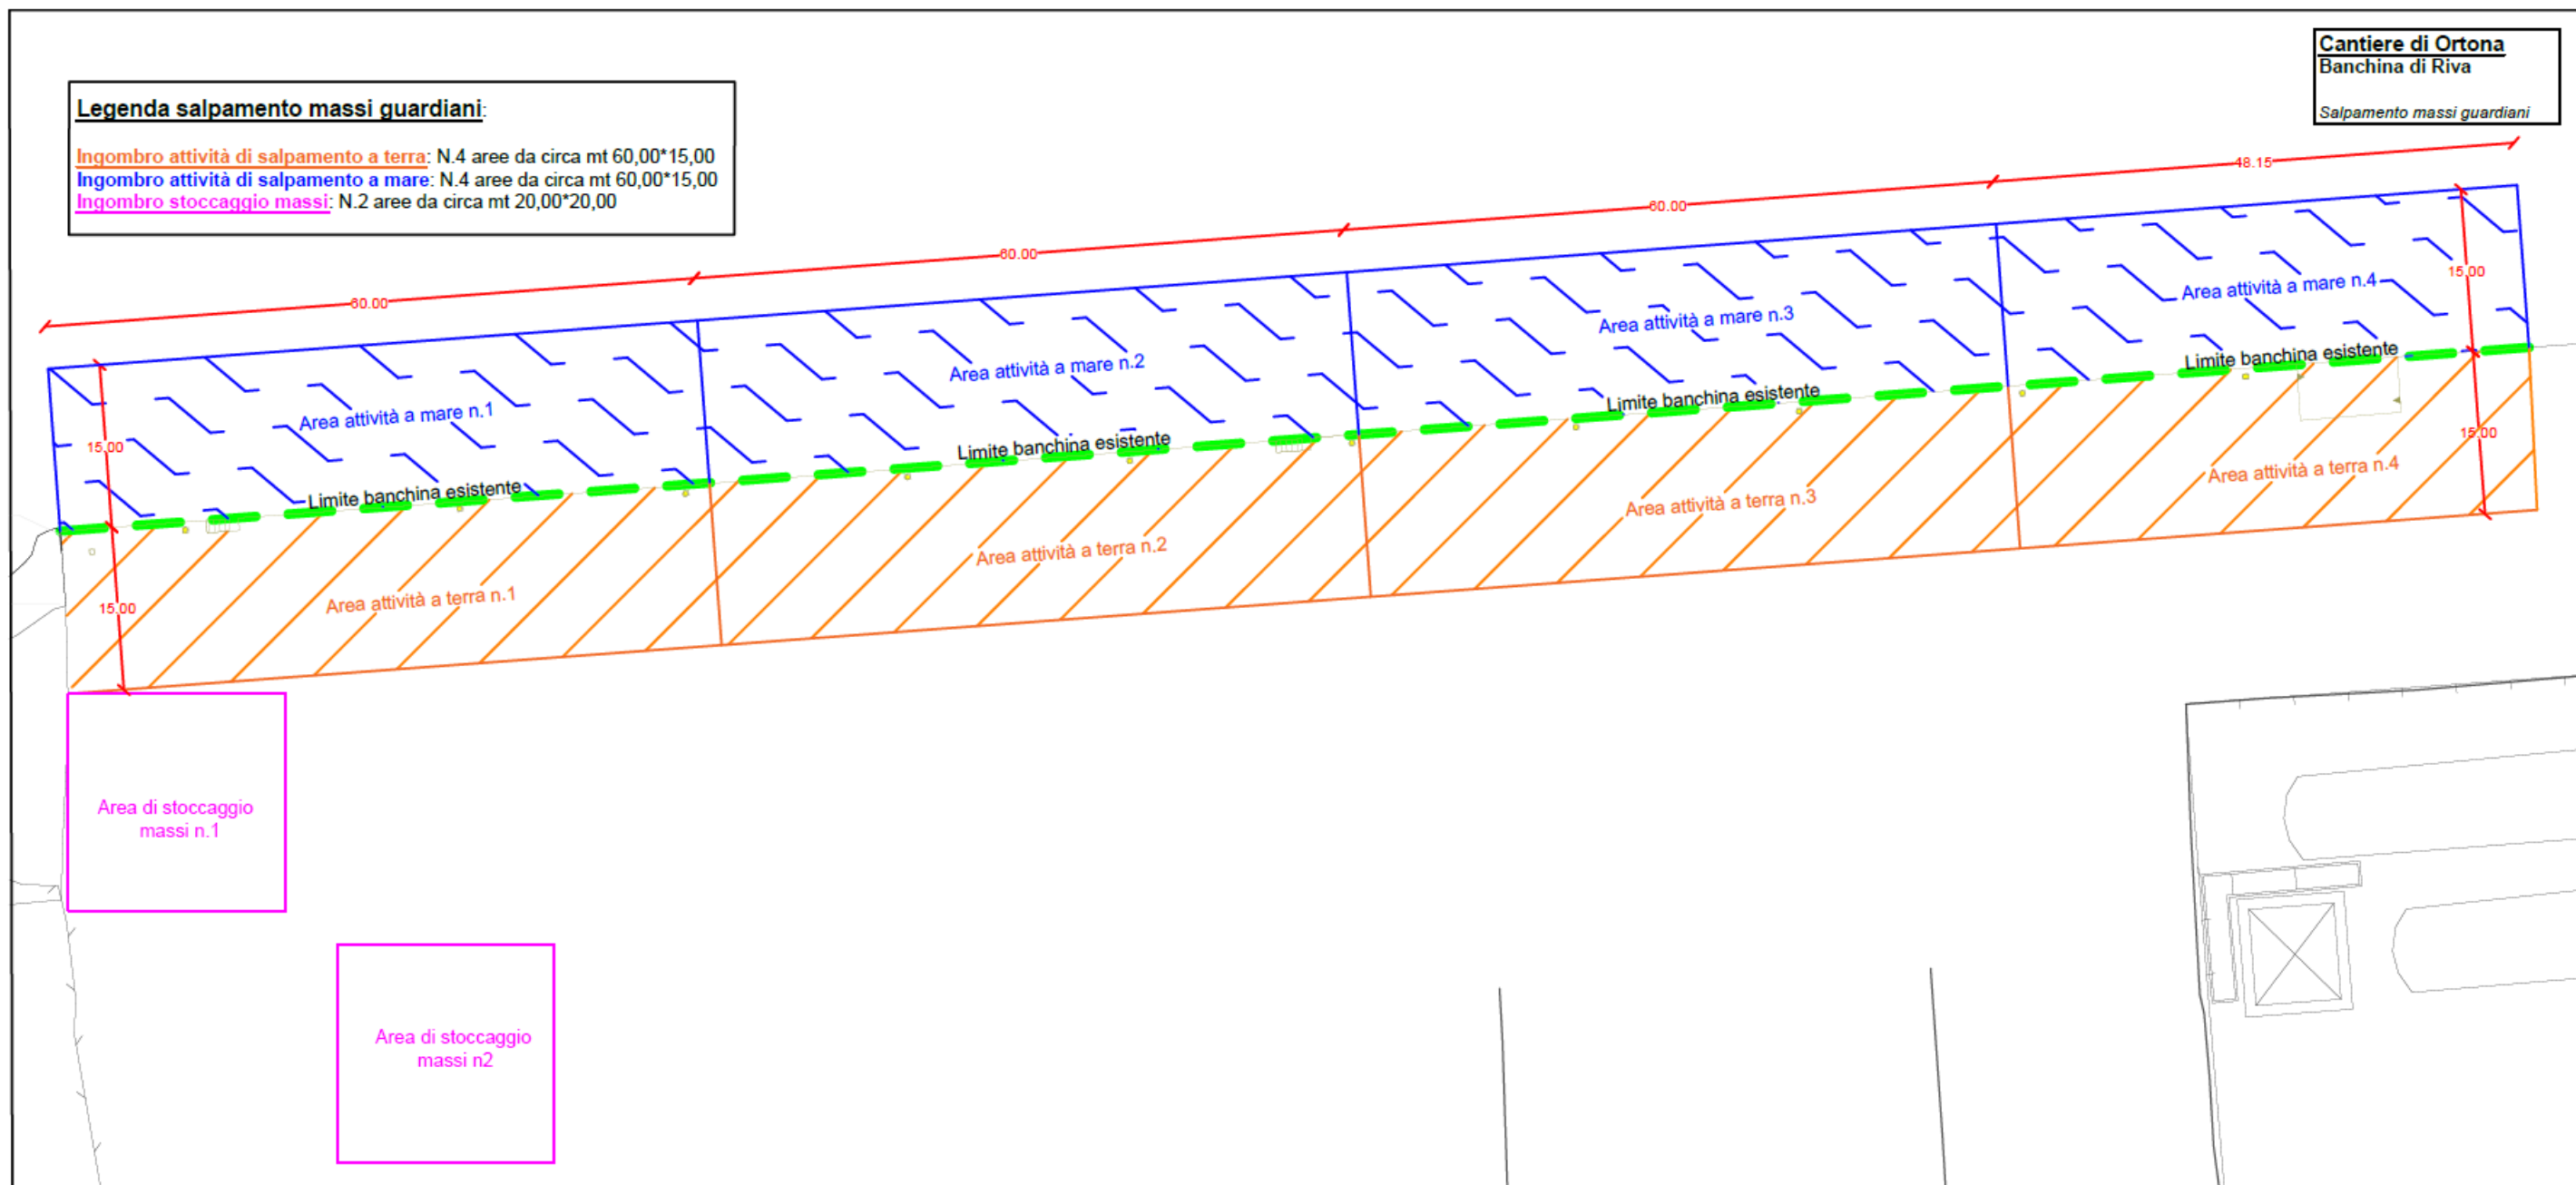 Cantiere di Ortona
Banchina di Riva
Salpamento massi guardiani
Legenda salpamento massi guardiani:
Ingombro attività di salpamento a terra: N.4 aree da circa mt 60,00*15,00
Ingombro attività di salpamento a mare: N.4 aree da circa mt 60,00*15,00
Ingombro stoccaggio massi: N.2 aree da circa mt 20,00*20,00
60.00
60.00
60.00
48.15
Area attività a mare n.1
Area attività a mare n.2
Area attività a mare n.3
Area attività a mare n.4
15.00
15.00
Limite banchina esistente
Limite banchina esistente
Limite banchina esistente
Limite banchina esistente
15.00
15.00
Area attività a terra n.1
Area attività a terra n.2
Area attività a terra n.3
Area attività a terra n.4
Area di stoccaggio
massi n.1
Area di stoccaggio
massi n2